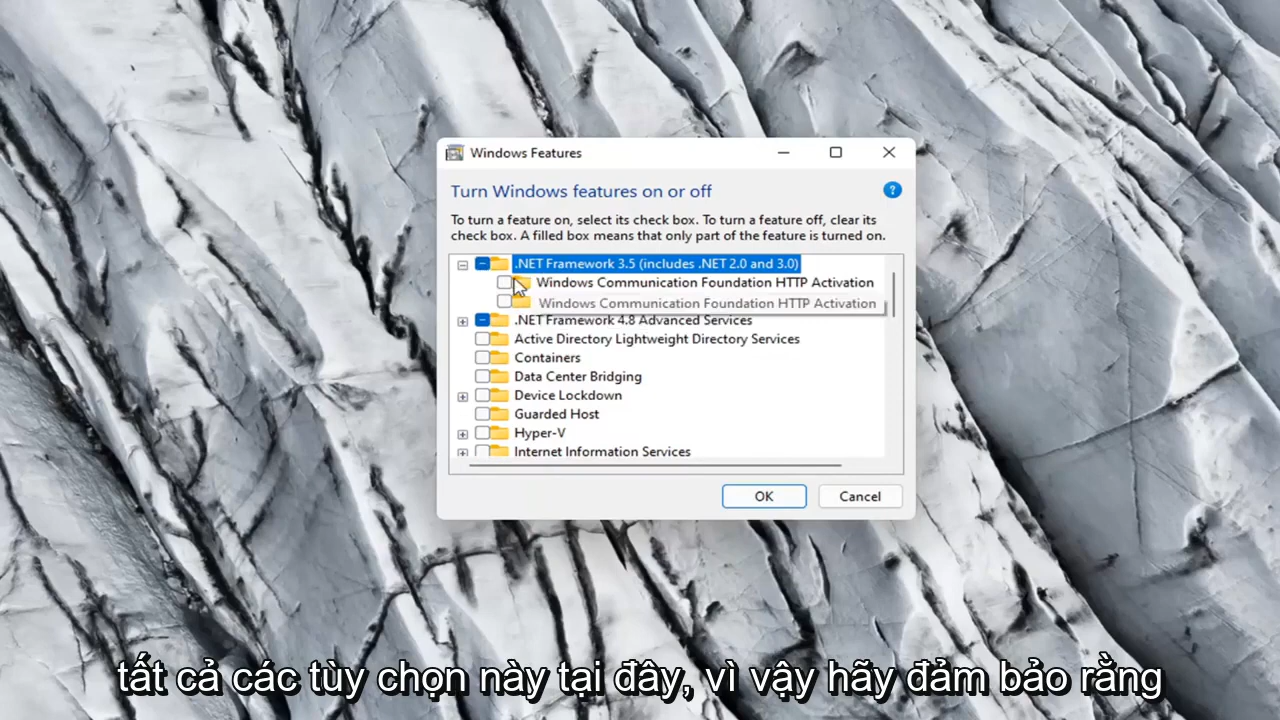 Windows Features
Turn Windows features on or off
To turn a feature on, select its check box. To turn a feature off, clear its
check box. A filled box means that only part of the feature is turned on.
.NET Framework 3.5 (includes .NET 2.0 and 3.0)
Windows Communication Foundation HTTP Activation
Windows Communication Foundation HTTP Activation
.NET Framework 4.8 Advanced Services
Active Directory Lightweight Directory Services
Containers
Data Center Bridging
Device Lockdown
Guarded Host
Hyper-V
Internet Information Services
OK Cancel
tất cả các tùy chọn này tại đây, vì vậy hãy đảm bảo rằng